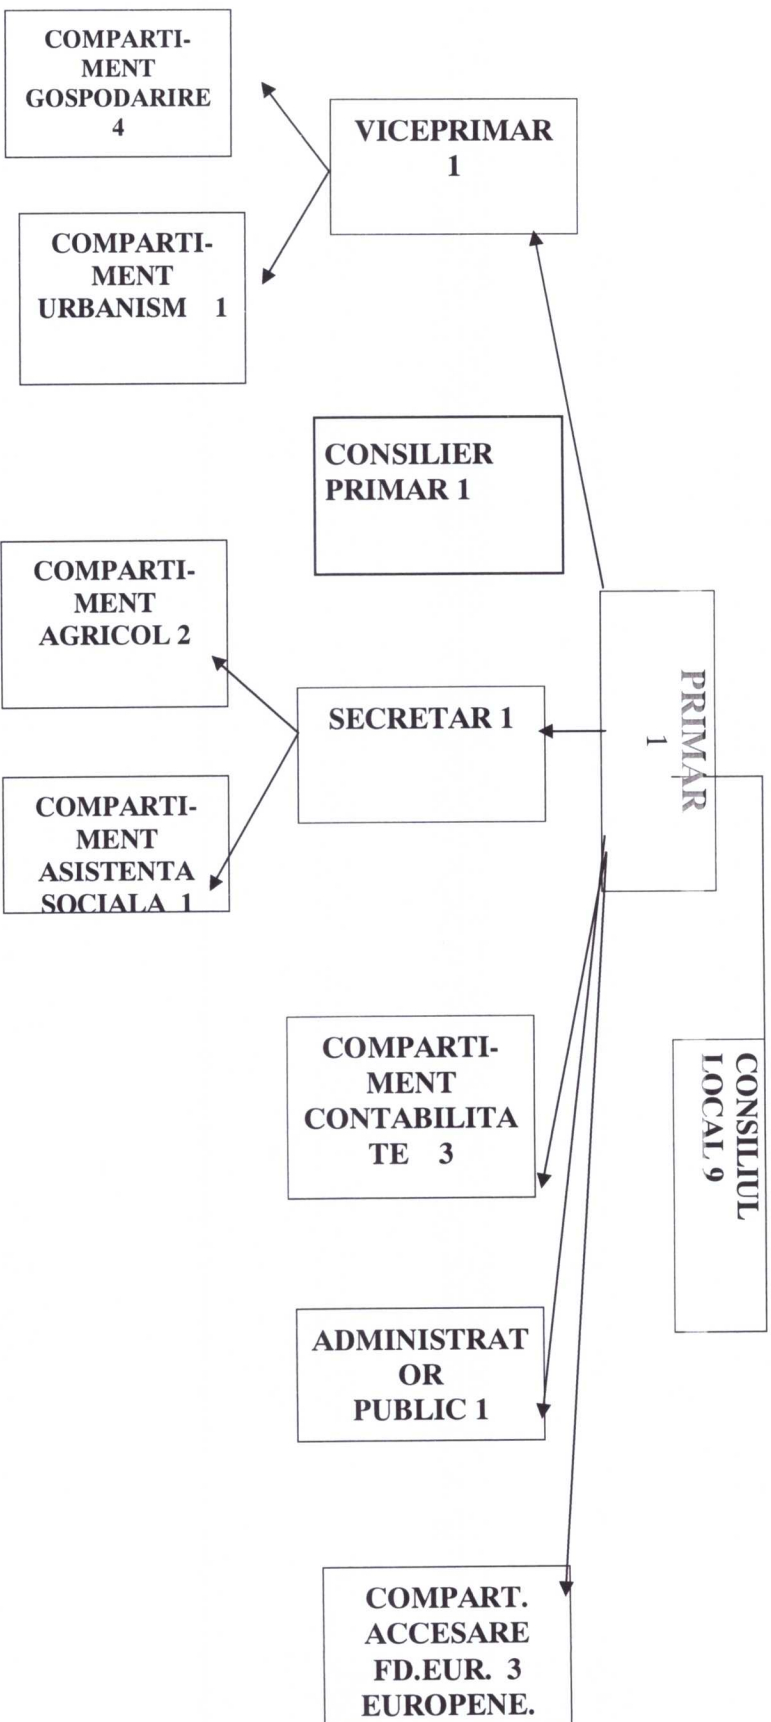 COMPARTI-
MENT
GOSPODARIRE
4
VICEPRIMAR
1
COMPARTI-
MENT
URBANISM 1
CONSILIER
PRIMAR 1
COMPARTI-
MENT
AGRICOL 2
SECRETAR 1
PRIMAR
1
COMPARTI-
MENT
ASISTENTA
SOCIALA 1
COMPARTI-
MENT
CONTABILITA
TE 3
CONSILIUL
LOCAL 9
ADMINISTRAT
OR
PUBLIC 1
COMPART.
ACCESARE
FD.EUR. 3
EUROPENE.